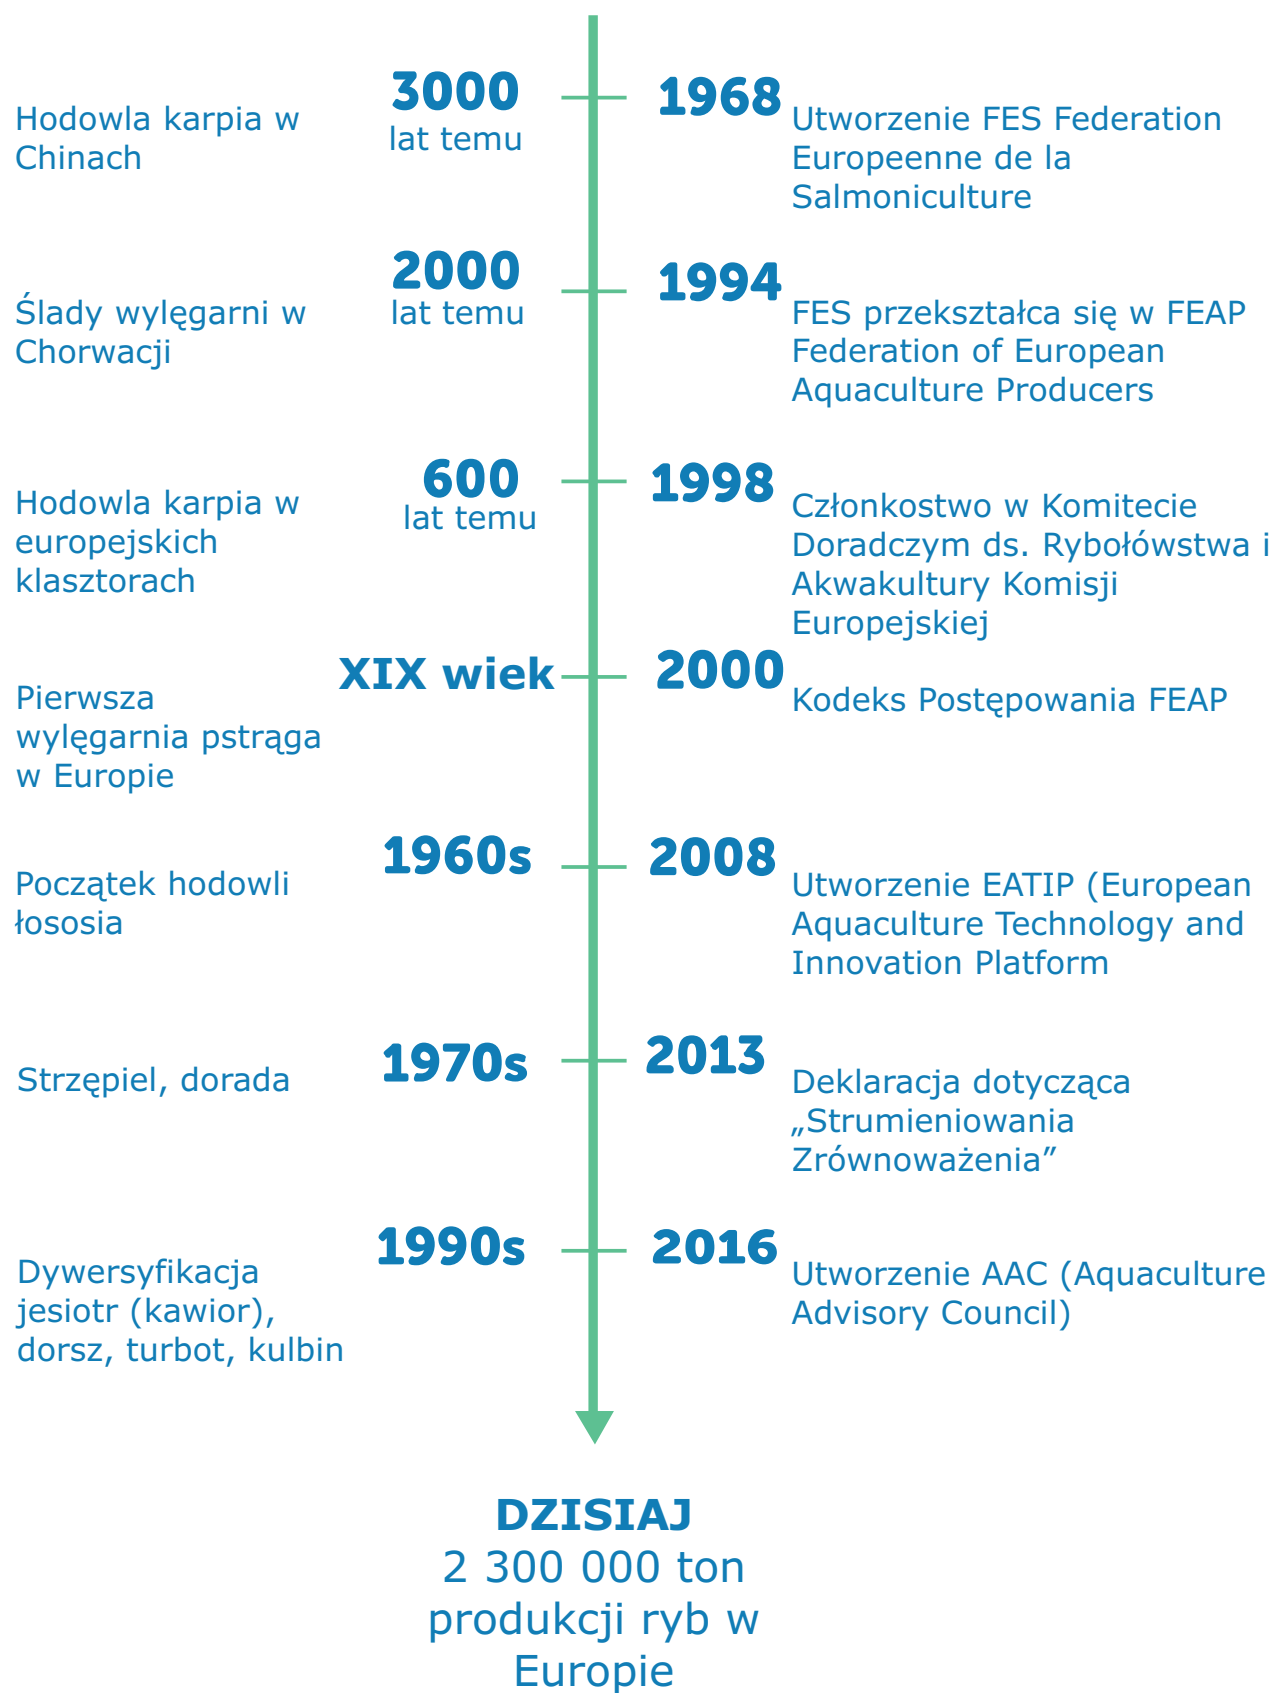 3000
lat temu
Hodowla karpia w
Chinach
2000
lat temu
Ślady wylęgarni w
Chorwacji
600
lat temu
Hodowla karpia w
europejskich
klasztorach
XIX wiek
Pierwsza
wylęgarnia pstrąga
w Europie
1960s
Początek hodowli
łososia
1970s
Strzępiel, dorada
1990s
Dywersyfikacja
jesiotr (kawior),
dorsz, turbot, kulbin
1968
Utworzenie FES Federation
Europeenne de la
Salmoniculture
1994
FES przekształca się w FEAP
Federation of European
Aquaculture Producers
1998
Członkostwo w Komitecie
Doradczym ds. Rybołówstwa i
Akwakultury Komisji
Europejskiej
2000
Kodeks Postępowania FEAP
2008
Utworzenie EATIP (European
Aquaculture Technology and
Innovation Platform
2013
Deklaracja dotycząca
„Strumieniowania
Zrównoważenia”
2016
Utworzenie AAC (Aquaculture
Advisory Council)
DZISIAJ
2 300 000 ton
produkcji ryb w
Europie